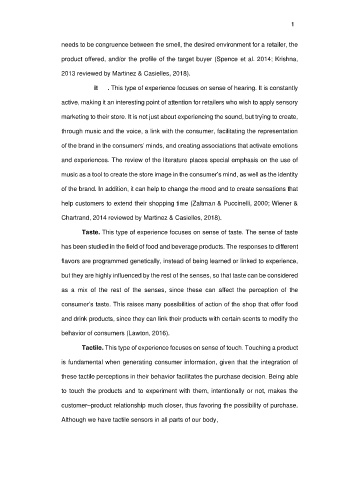 1
needs to be congruence between the smell, the desired environment for a retailer, the
product offered, and/or the profile of the target buyer (Spence et al. 2014; Krishna,
2013 reviewed by Martinez & Casielles, 2018).
it . This type of experience focuses on sense of hearing. It is constantly
active, making it an interesting point of attention for retailers who wish to apply sensory
marketing to their store. It is not just about experiencing the sound, but trying to create,
through music and the voice, a link with the consumer, facilitating the representation
of the brand in the consumers' minds, and creating associations that activate emotions
and experiences. The review of the literature places special emphasis on the use of
music as a tool to create the store image in the consumer's mind, as well as the identity
of the brand. In addition, it can help to change the mood and to create sensations that
help customers to extend their shopping time (Zaltman & Puccinelli, 2000; Wiener &
Chartrand, 2014 reviewed by Martinez & Casielles, 2018).
Taste. This type of experience focuses on sense of taste. The sense of taste
has been studied in the field of food and beverage products. The responses to different
flavors are programmed genetically, instead of being learned or linked to experience,
but they are highly influenced by the rest of the senses, so that taste can be considered
as a mix of the rest of the senses, since these can affect the perception of the
consumer's taste. This raises many possibilities of action of the shop that offer food
and drink products, since they can link their products with certain scents to modify the
behavior of consumers (Lawton, 2016).
Tactile. This type of experience focuses on sense of touch. Touching a product
is fundamental when generating consumer information, given that the integration of
these tactile perceptions in their behavior facilitates the purchase decision. Being able
to touch the products and to experiment with them, intentionally or not, makes the
customer–product relationship much closer, thus favoring the possibility of purchase.
Although we have tactile sensors in all parts of our body,